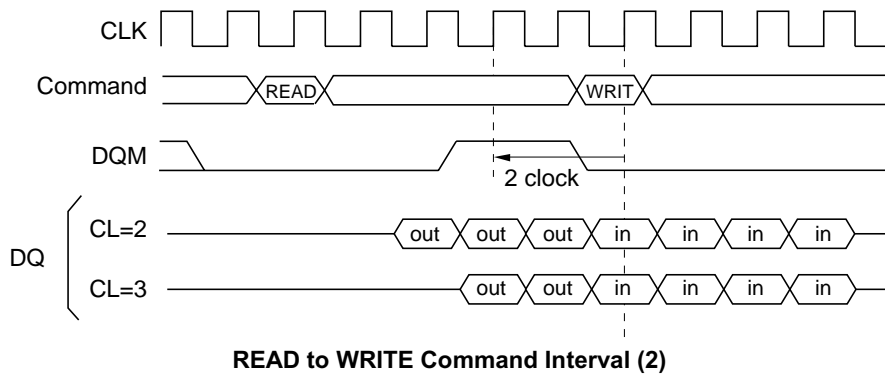 CLK
Command READ WRIT
DQM
2 clock
DQ
CL=2 out out out in in in in
CL=3 out out in in in in
READ to WRITE Command Interval (2)